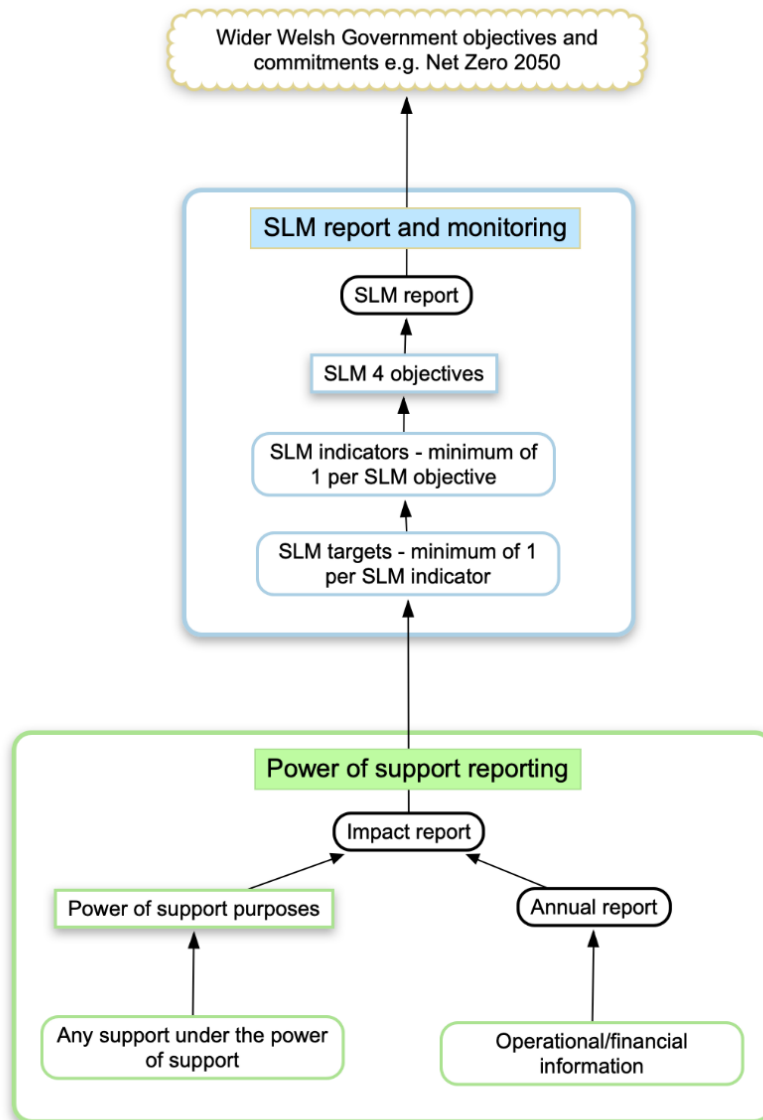 Wider Welsh Government objectives and
commitments e.g. Net Zero 2050
SLM report and monitoring
SLM report
SLM 4 objectives
SLM indicators - minimum of
1 per SLM objective
SLM targets - minimum of 1
per SLM indicator
Power of support reporting
Impact report
Power of support purposes
Annual report
Any support under the power
of support
Operational/financial
information